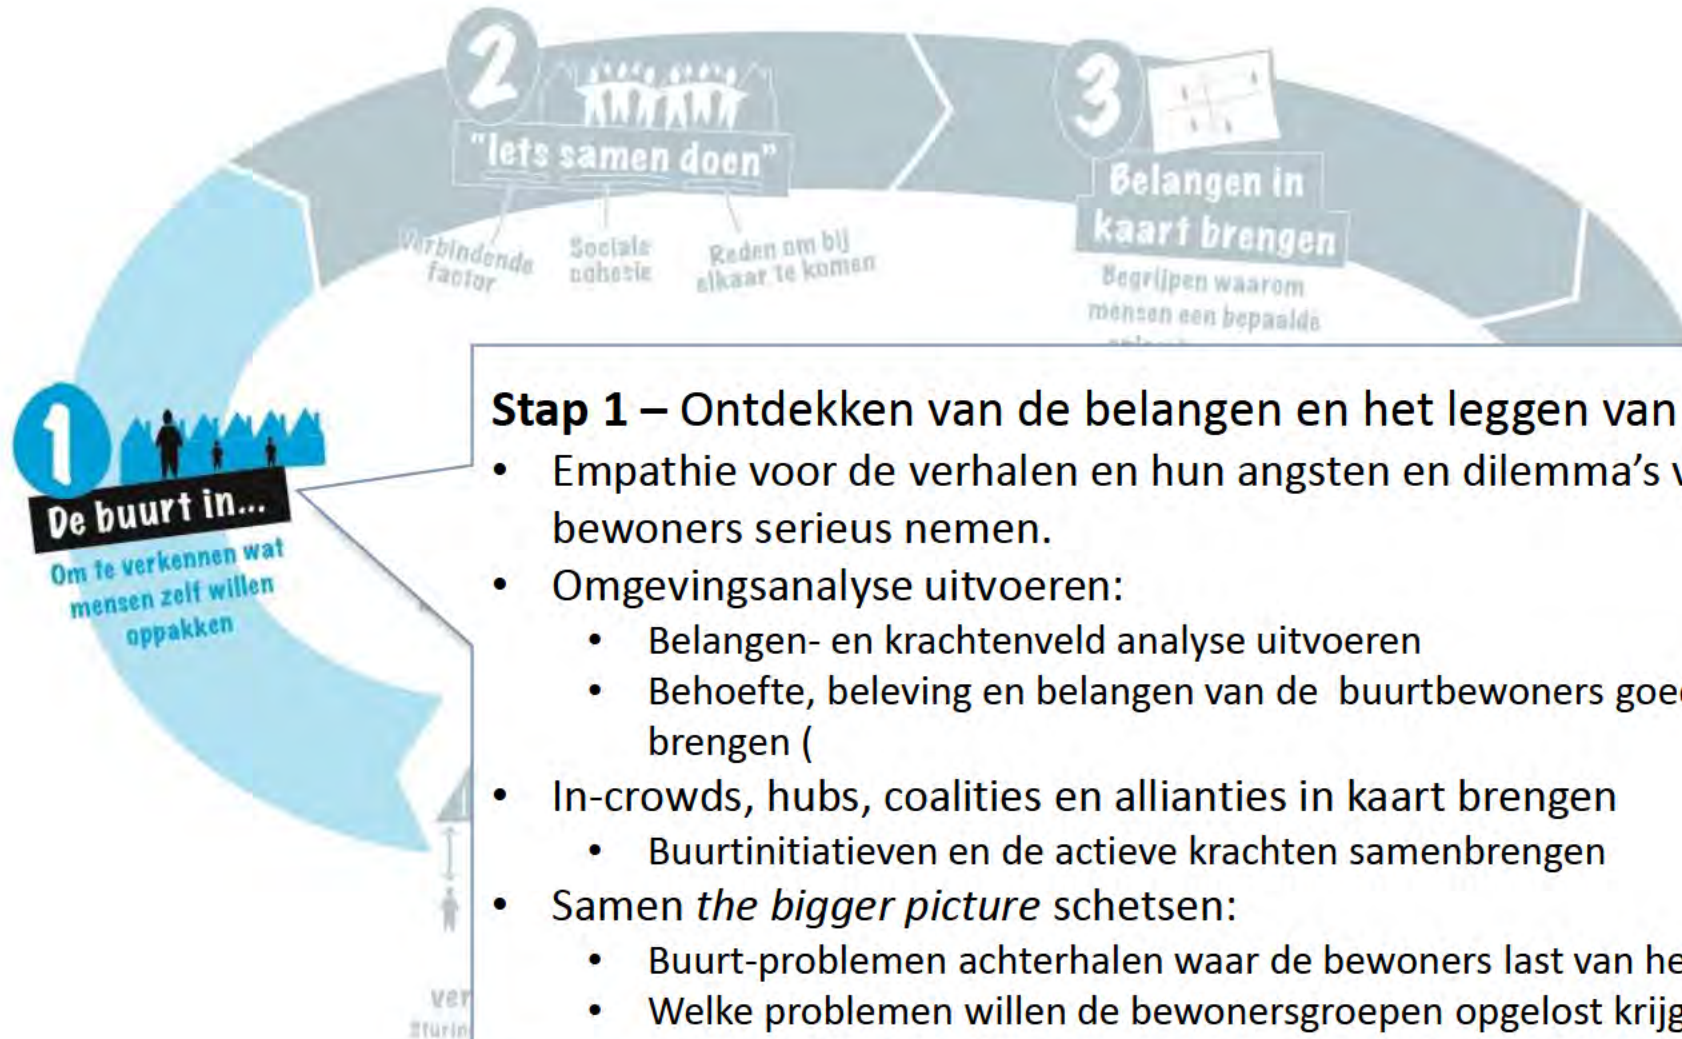 2
"Iets samen doen"
Verbindende
factor
Sociale
cohesie
Reden om bij
elkaar te komen
3
Belangen in
kaart brengen
Begrijpen waarom
mensen een bepaalde
1
De buurt in...
Om te verkennen wat
mensen zelf willen
oppakken
Stap 1 – Ontdekken van de belangen en het leggen van
• Empathie voor de verhalen en hun angsten en dilemma's v
bewoners serieus nemen.
• Omgevingsanalyse uitvoeren:
• Belangen- en krachtenveld analyse uitvoeren
• Behoefte, beleving en belangen van de buurtbewoners goe
brengen (
• In-crowds, hubs, coalities en allianties in kaart brengen
• Buurtinitiatieven en de actieve krachten samenbrengen
• Samen the bigger picture schetsen:
• Buurt-problemen achterhalen waar de bewoners last van he
• Welke problemen willen de bewonersgroepen opgelost krijg
ver
Sturin